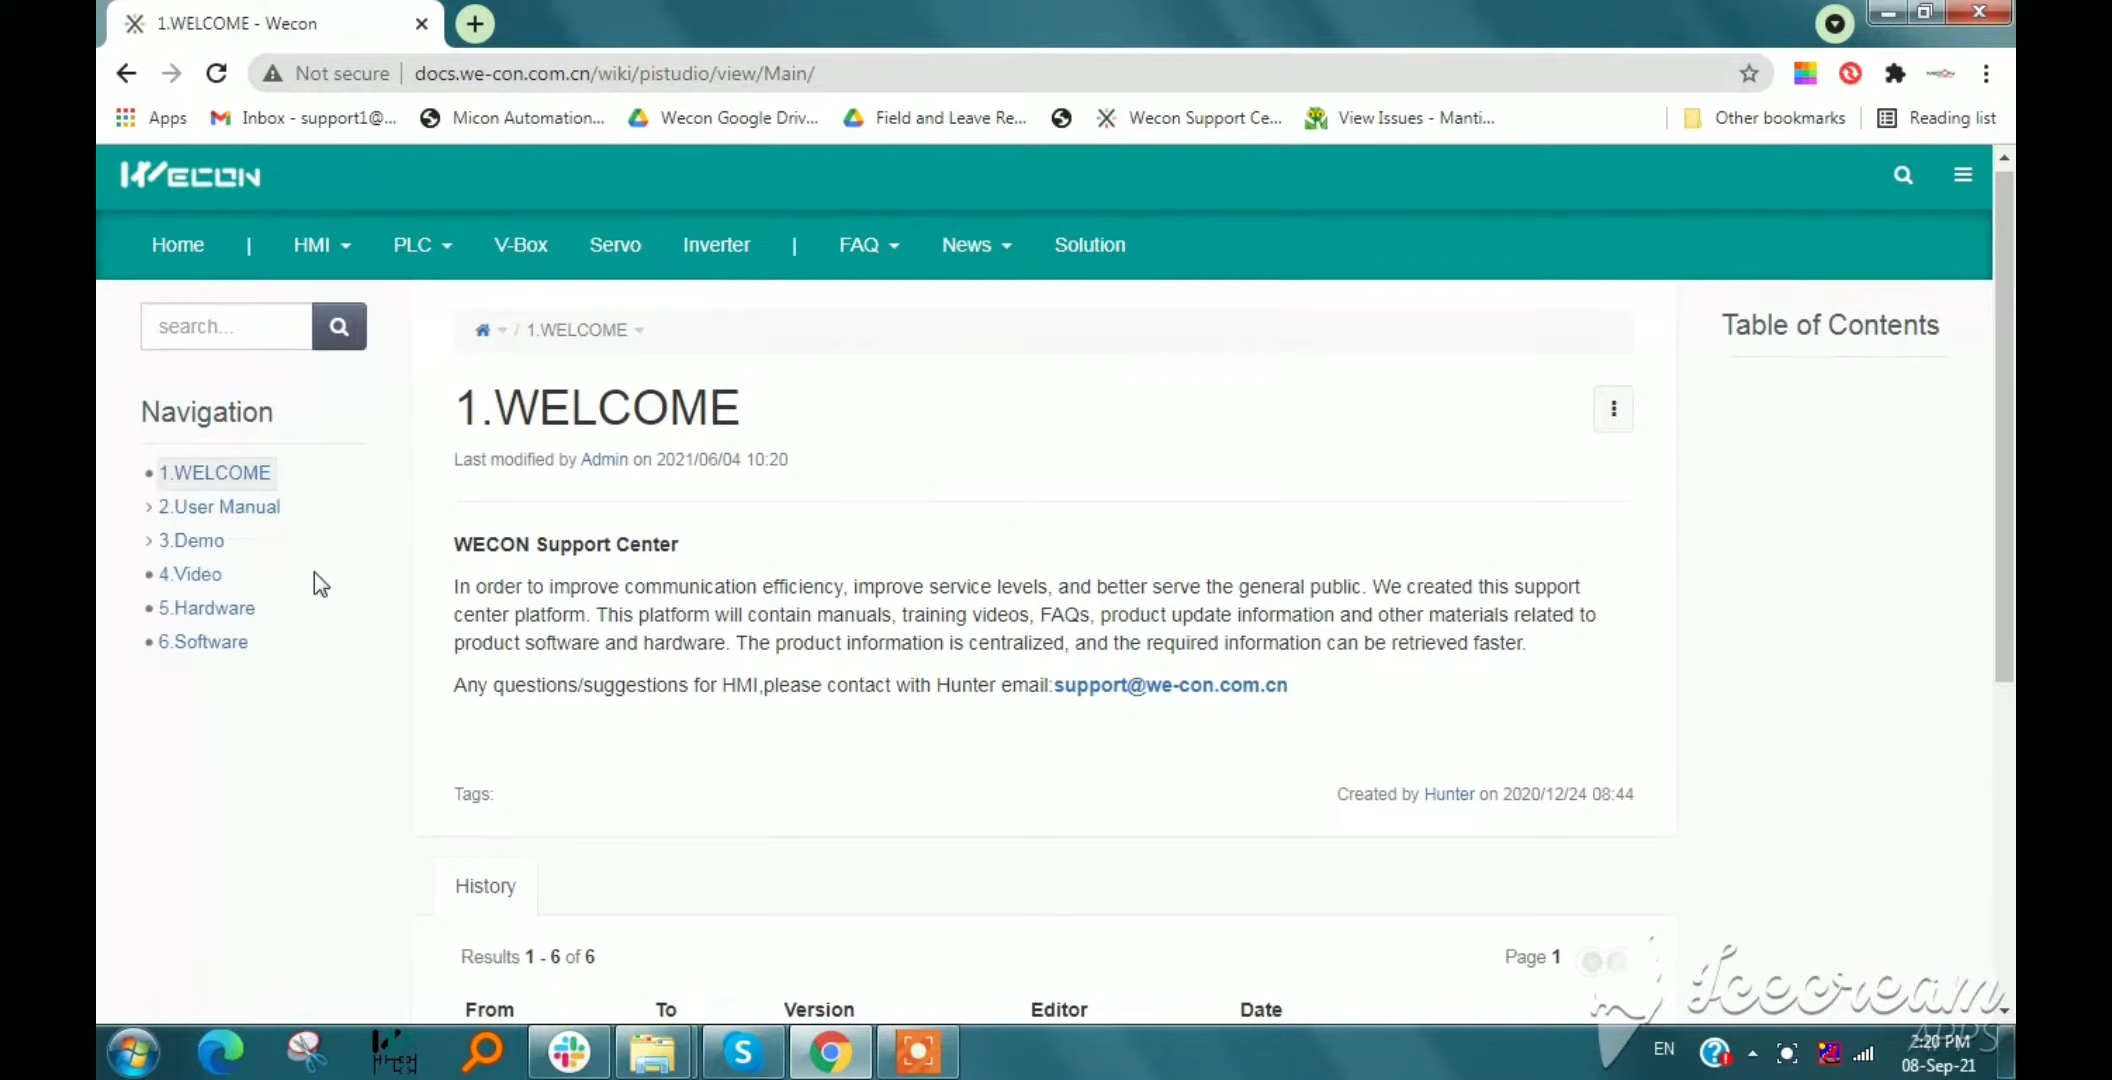 1.WELCOME - Wecon
Not secure docs.we-con.com.cn/wiki/pistudio/view/Main/
Apps Inbox - support1@... Micon Automation... Wecon Google Driv... Field and Leave Re... Wecon Support Ce... View Issues - Manti... Other bookmarks Reading list
WECON
Home | HMI PLC V-Box Servo Inverter | FAQ News Solution
search...
/ 1.WELCOME
Table of Contents
Navigation
1.WELCOME
2.User Manual
3.Demo
4.Video
5.Hardware
6.Software
1.WELCOME
Last modified by Admin on 2021/06/04 10:20
WECON Support Center
In order to improve communication efficiency, improve service levels, and better serve the general public. We created this support
center platform. This platform will contain manuals, training videos, FAQs, product update information and other materials related to
product software and hardware. The product information is centralized, and the required information can be retrieved faster.
Any questions/suggestions for HMI,please contact with Hunter email:support@we-con.com.cn
Tags:
Created by Hunter on 2020/12/24 08:44
History
Results 1 - 6 of 6
Page 1
From To Version Editor Date
Icecream
APPS
EN
2:20 PM
08-Sep-21